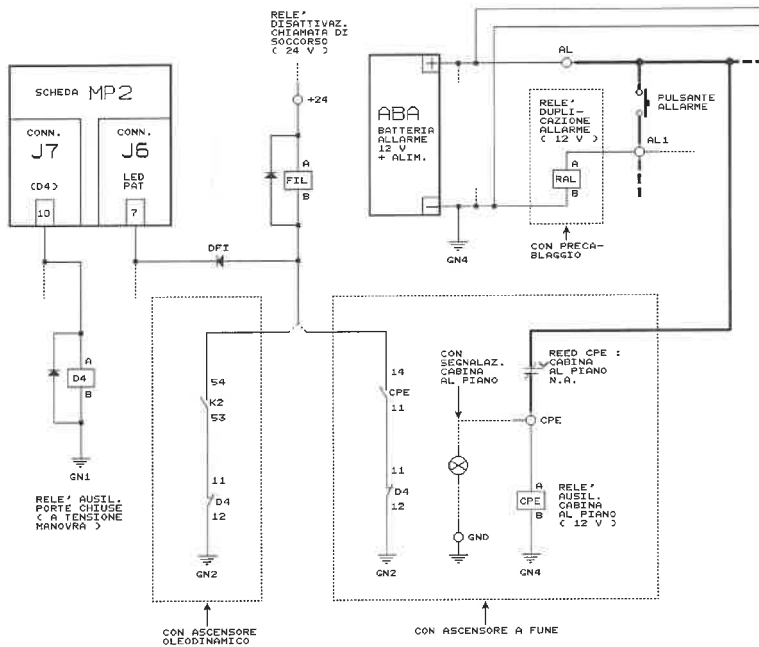 RELE'
DISATTIVAZ.
CHIAMATA DI
SOCCORSO
( 24 V )
+24
SCHEDA MP2
CONN.
J7
(D4)
10
CONN.
J6
LED
PAT
7
A
FIL
B
DFI
ABA
BATTERIA
ALLARME
12 V
+ ALIM.
+
−
GN4
RELE'
DUPLI-
CAZIONE
ALLARME
( 12 V )
A
RAL
B
CON PRECA-
BLAGGIO
AL
PULSANTE
ALLARME
AL1
A
D4
B
GN1
RELE' AUSIL.
PORTE CHIUSE
( A TENSIONE
MANOVRA )
54
K2
53
11
D4
12
GN2
CON ASCENSORE
OLEODINAMICO
14
CPE
11
11
D4
12
GN2
CON
SEGNALAZ.
CABINA
AL PIANO
GND
REED CPE :
CABINA
AL PIANO
N.A.
CPE
A
CPE
B
RELE'
AUSIL.
CABINA
AL PIANO
( 12 V )
GN4
CON ASCENSORE A FUNE